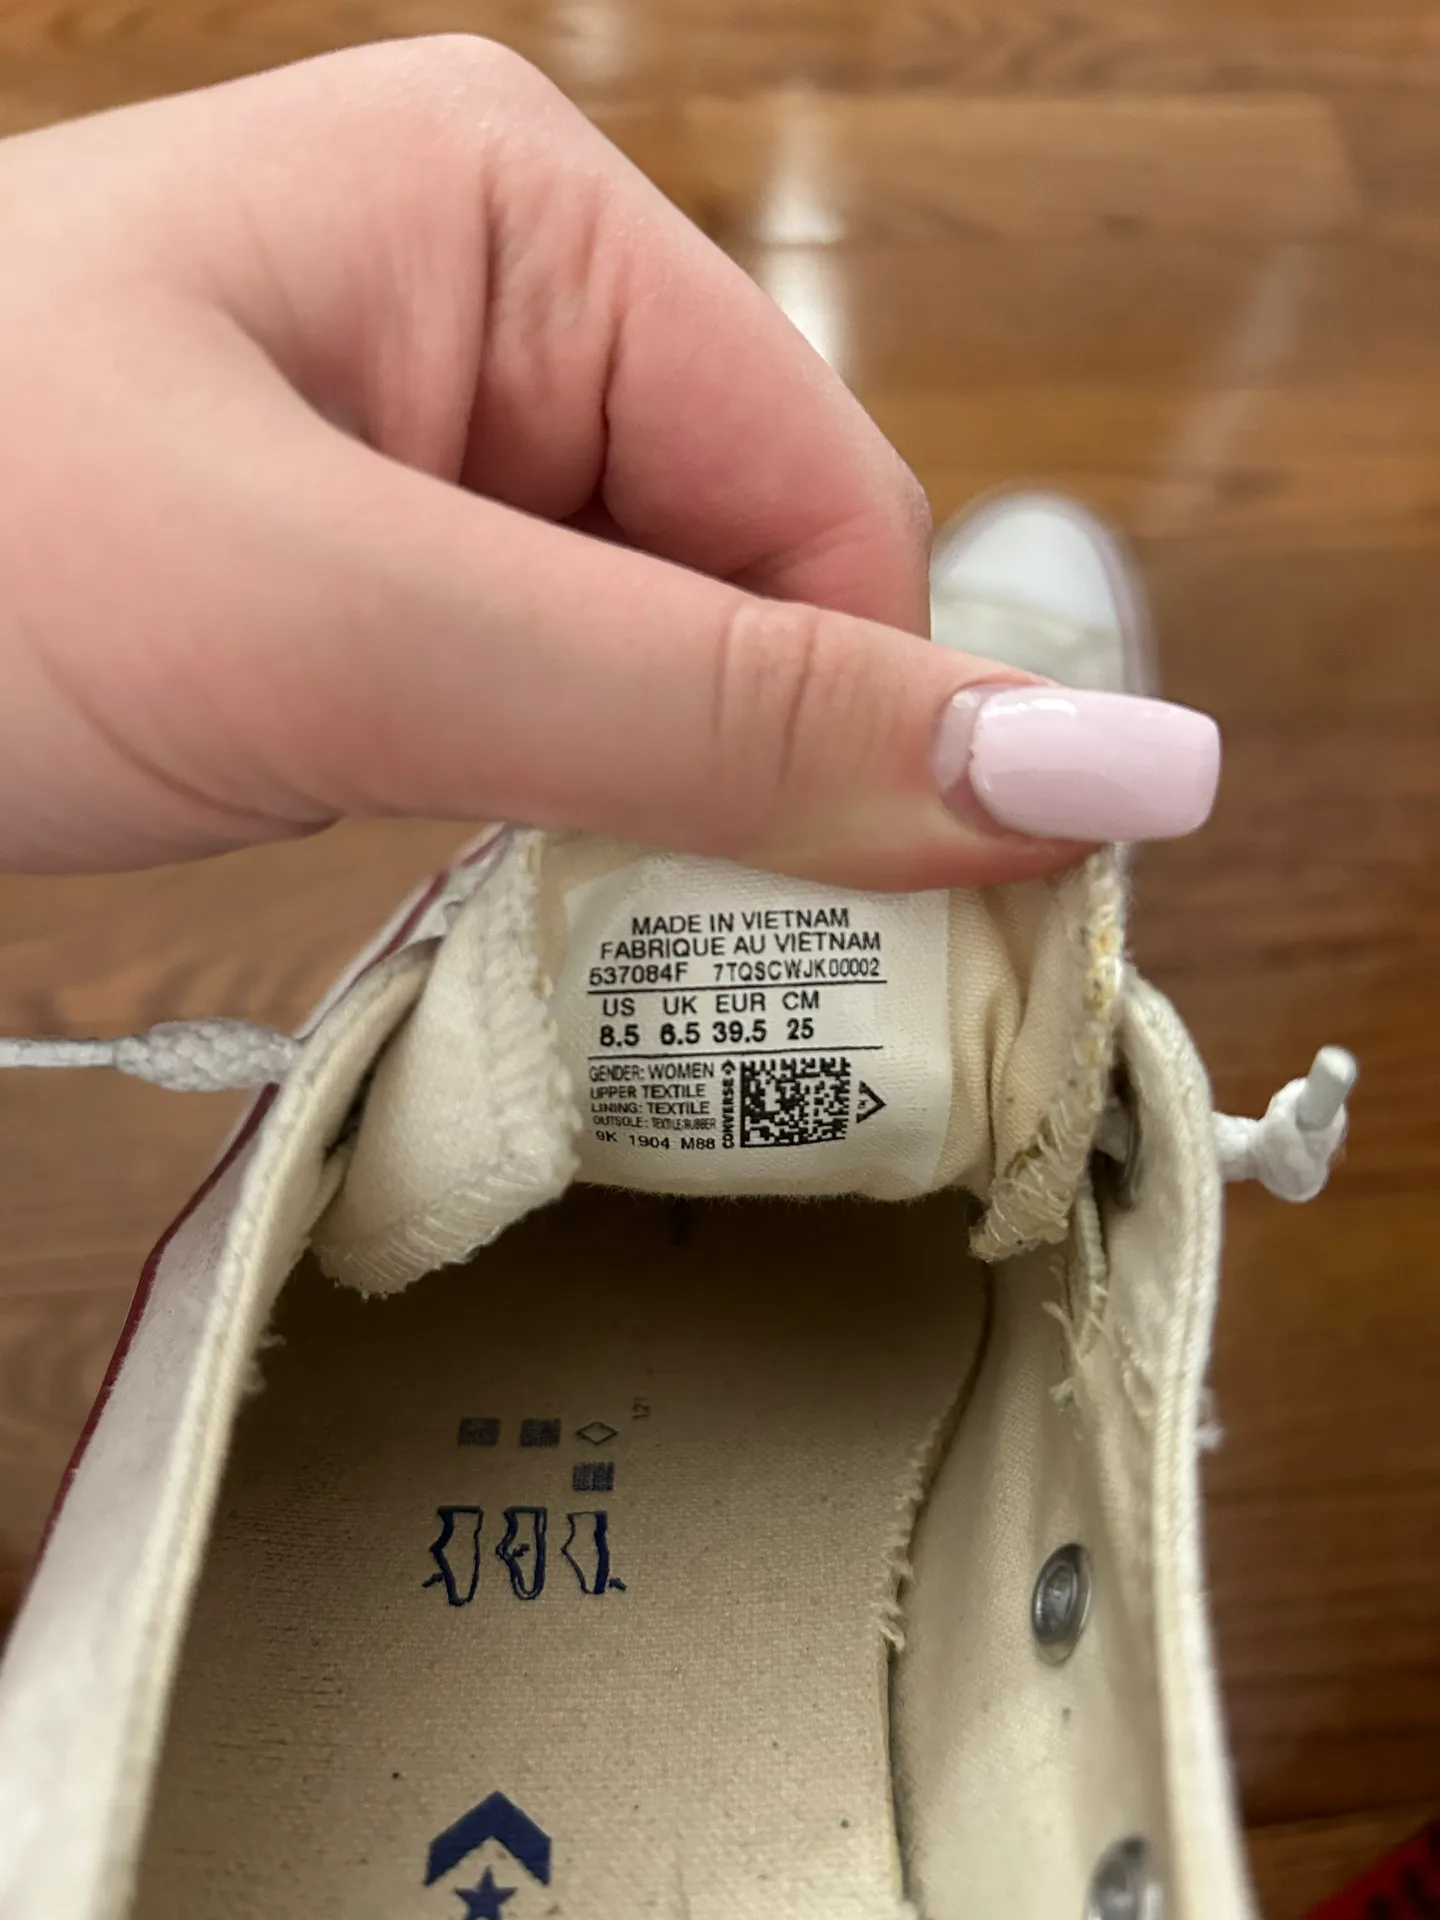 MADE IN VIETNAM
FABRIQUE AU VIETNAM
537084F 7TQSCWJK00002
US UK EUR CM
8.5 6.5 39.5 25
GENDER: WOMEN
UPPER TEXTILE
LINING: TEXTILE
OUTSOLE: TEXTILE/RUBBER
9K 1904 M88
CONVERSE
121